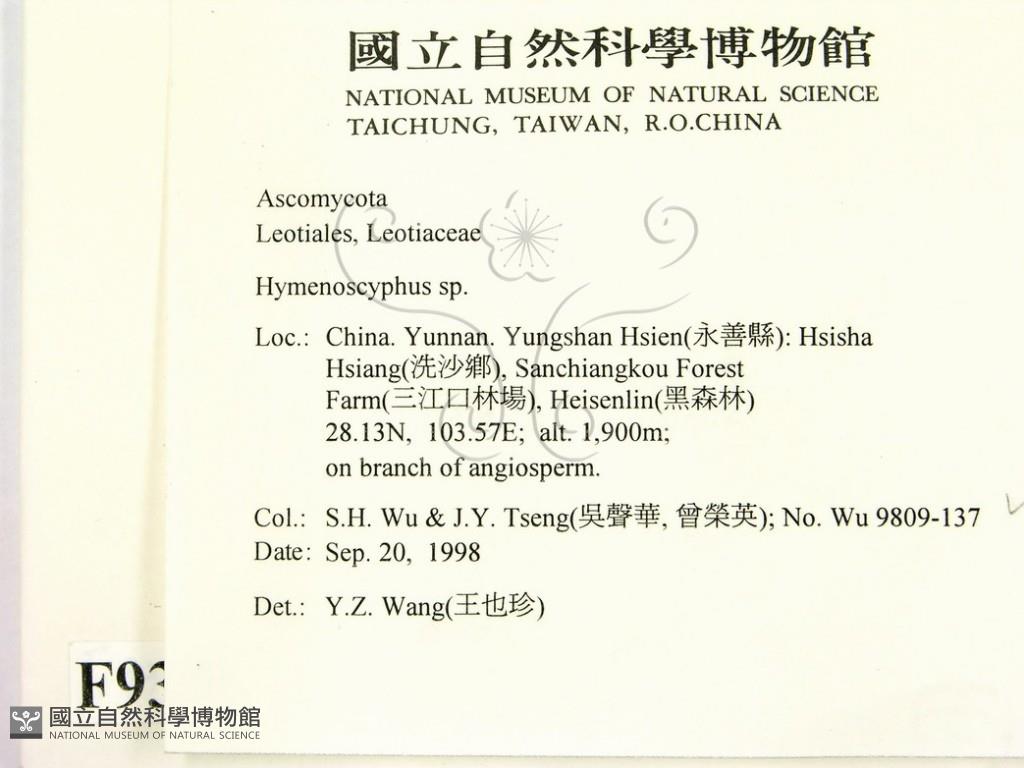 國立自然科學博物館
NATIONAL MUSEUM OF NATURAL SCIENCE
TAICHUNG, TAIWAN, R.O.CHINA
Ascomycota
Leotiales, Leotiaceae
Hymenoscyphus sp.
Loc.: China. Yunnan. Yungshan Hsien(永善縣): Hsisha
Hsiang(洗沙鄉), Sanchiangkou Forest
Farm(三江口林場), Heisenlin(黑森林)
28.13N, 103.57E; alt. 1,900m;
on branch of angiosperm.
Col.: S.H. Wu & J.Y. Tseng(吳聲華, 曾榮英); No. Wu 9809-137
Date: Sep. 20, 1998
Det.: Y.Z. Wang(王也珍)
F93
國立自然科學博物館
NATIONAL MUSEUM OF NATURAL SCIENCE